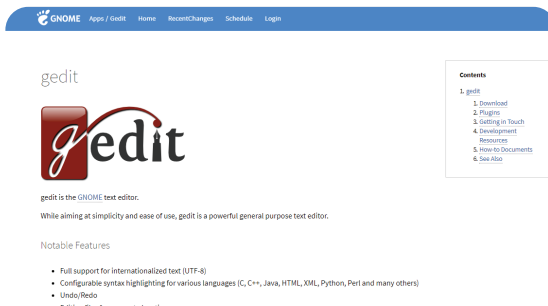 GNOME Apps / Gedit Home RecentChanges Schedule Login
gedit
gedit
gedit is the GNOME text editor.
While aiming at simplicity and ease of use, gedit is a powerful general purpose text editor.
Notable Features
Full support for internationalized text (UTF-8)
Configurable syntax highlighting for various languages (C, C++, Java, HTML, XML, Python, Perl and many others)
Undo/Redo
Contents
1. gedit
1. Download
2. Plugins
3. Getting in Touch
4. Development
Resources
5. How-to Documents
6. See Also